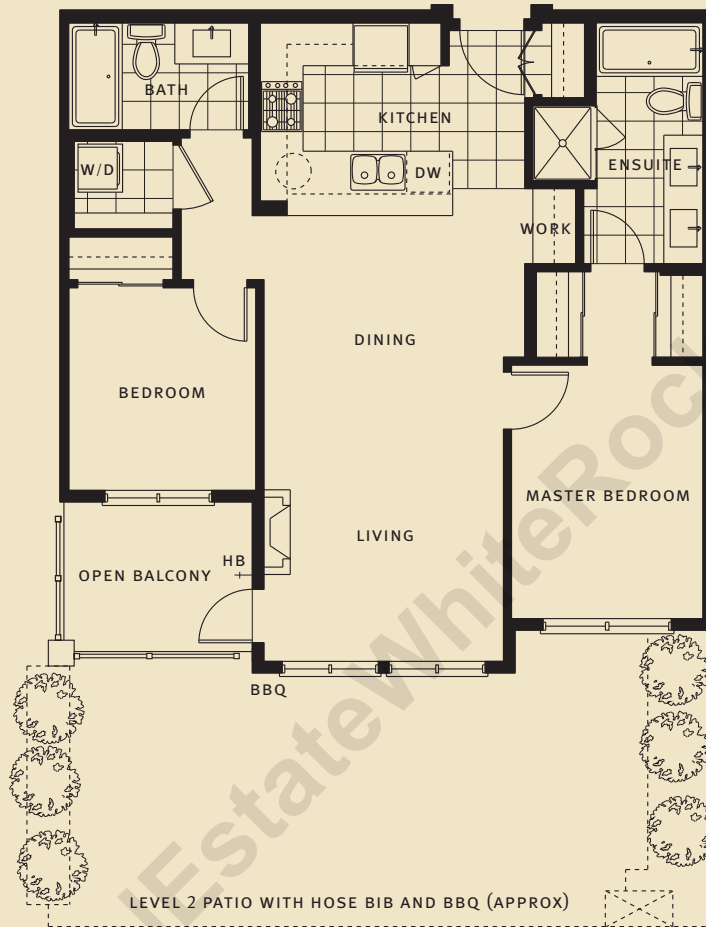 BATH
KITCHEN
W/D
DW
ENSUITE
WORK
DINING
BEDROOM
MASTER BEDROOM
LIVING
HB
OPEN BALCONY
BBQ
LEVEL 2 PATIO WITH HOSE BIB AND BBQ (APPROX)
lEstateWhiteRoc